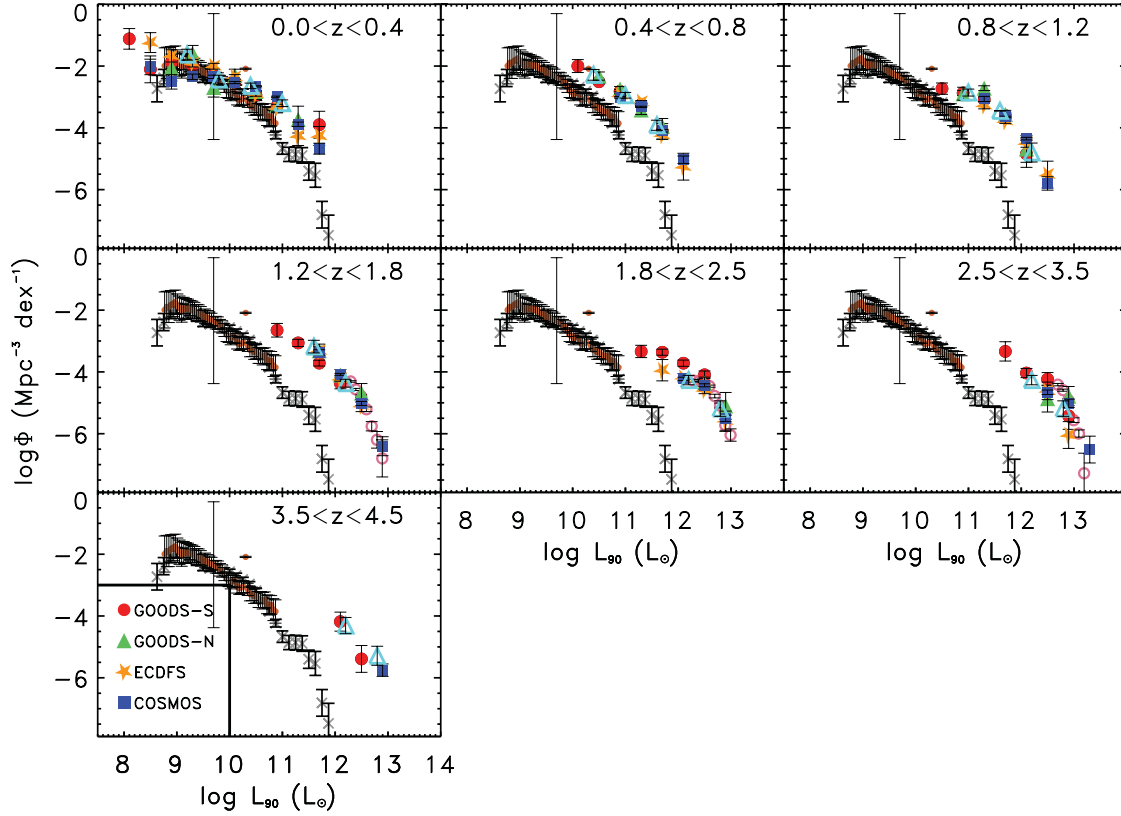 0
0.0<z<0.4
0.4<z<0.8
0.8<z<1.2
−2
−4
−6
0
1.2<z<1.8
1.8<z<2.5
2.5<z<3.5
−2
−4
−6
logΦ (Mpc⁻³ dex⁻¹)
0
3.5<z<4.5
8 9 10 11 12 13
8 9 10 11 12 13
log L₉₀ (L☉)
log L₉₀ (L☉)
−2
−4
−6
GOODS−S
GOODS−N
ECDFS
COSMOS
8 9 10 11 12 13 14
log L₉₀ (L☉)